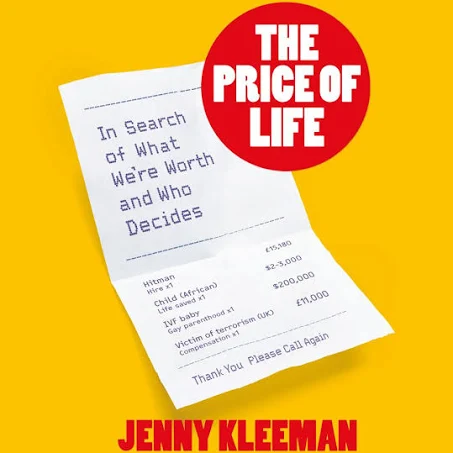 THE
PRICE OF
LIFE
In Search
of What
We're Worth
and Who
Decides
Hitman £15,180
Hire x1
Child (African) $2-3,000
Life saved x1
IVF baby $200,000
Gay parenthood x1
Victim of terrorism (UK) £11,000
Compensation x1
Thank You Please Call Again
JENNY KLEEMAN